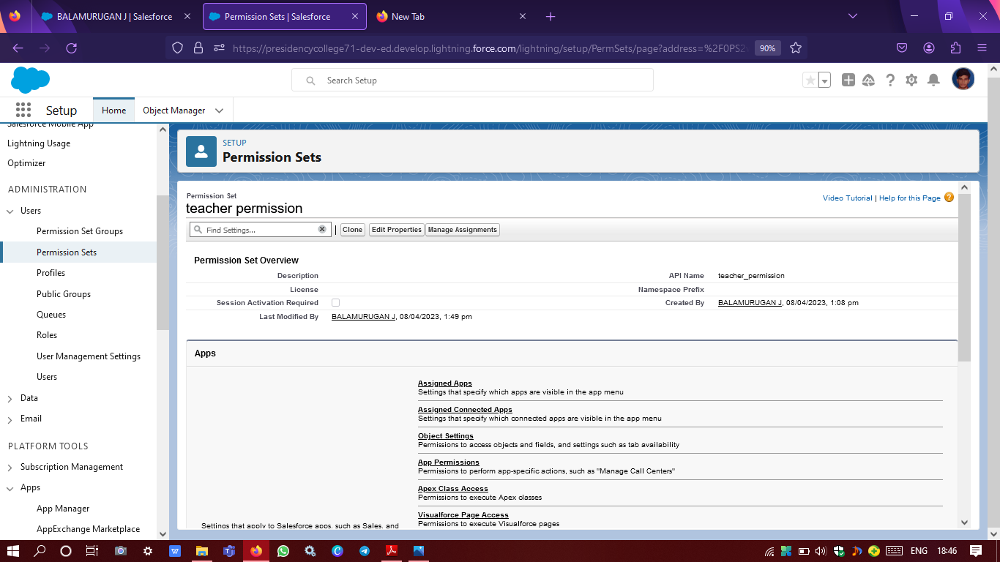 BALAMURUGAN J | Salesforce
Permission Sets | Salesforce
New Tab
https://presidencycollege71-dev-ed.develop.lightning.force.com/lightning/setup/PermSets/page?address=%2F0PS2
90%
Search Setup
Setup
Home
Object Manager
Salesforce Mobile App
Lightning Usage
Optimizer
ADMINISTRATION
Users
Permission Set Groups
Permission Sets
Profiles
Public Groups
Queues
Roles
User Management Settings
Users
Data
Email
PLATFORM TOOLS
Subscription Management
Apps
App Manager
AppExchange Marketplace
SETUP
Permission Sets
Permission Set
teacher permission
Video Tutorial | Help for this Page
Find Settings...
Clone
Edit Properties
Manage Assignments
Permission Set Overview
Description
API Name teacher_permission
License
Namespace Prefix
Session Activation Required
Created By BALAMURUGAN J, 08/04/2023, 1:08 pm
Last Modified By BALAMURUGAN J, 08/04/2023, 1:49 pm
Apps
Assigned Apps
Settings that specify which apps are visible in the app menu
Assigned Connected Apps
Settings that specify which connected apps are visible in the app menu
Object Settings
Permissions to access objects and fields, and settings such as tab availability
App Permissions
Permissions to perform app-specific actions, such as "Manage Call Centers"
Apex Class Access
Permissions to execute Apex classes
Visualforce Page Access
Permissions to execute Visualforce pages
Settings that apply to Salesforce apps, such as Sales, and
ENG
18:46